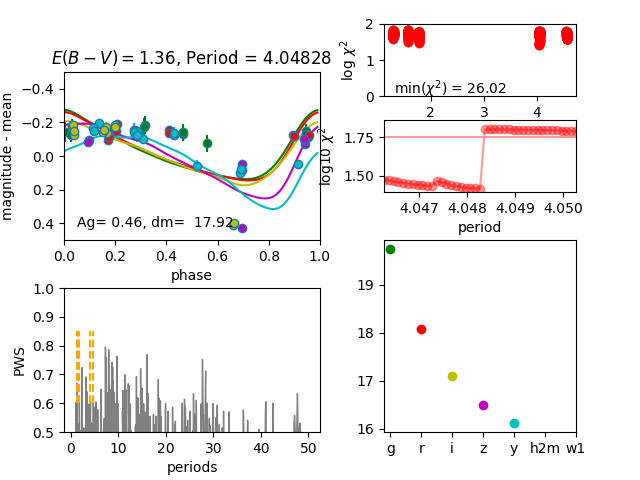 E(B − V) = 1.36, Period = 4.04828
magnitude - mean
−0.4
−0.2
0.0
0.2
0.4
Ag= 0.46, dm=  17.92
0.0 0.2 0.4 0.6 0.8 1.0
phase
log χ²
2
1
0
min(χ²) = 26.02
2 3 4
log10 χ²
1.75
1.50
4.047 4.048 4.049 4.050
period
PWS
1.0
0.9
0.8
0.7
0.6
0.5
0 10 20 30 40 50
periods
19
18
17
16
g r i z y h2m w1